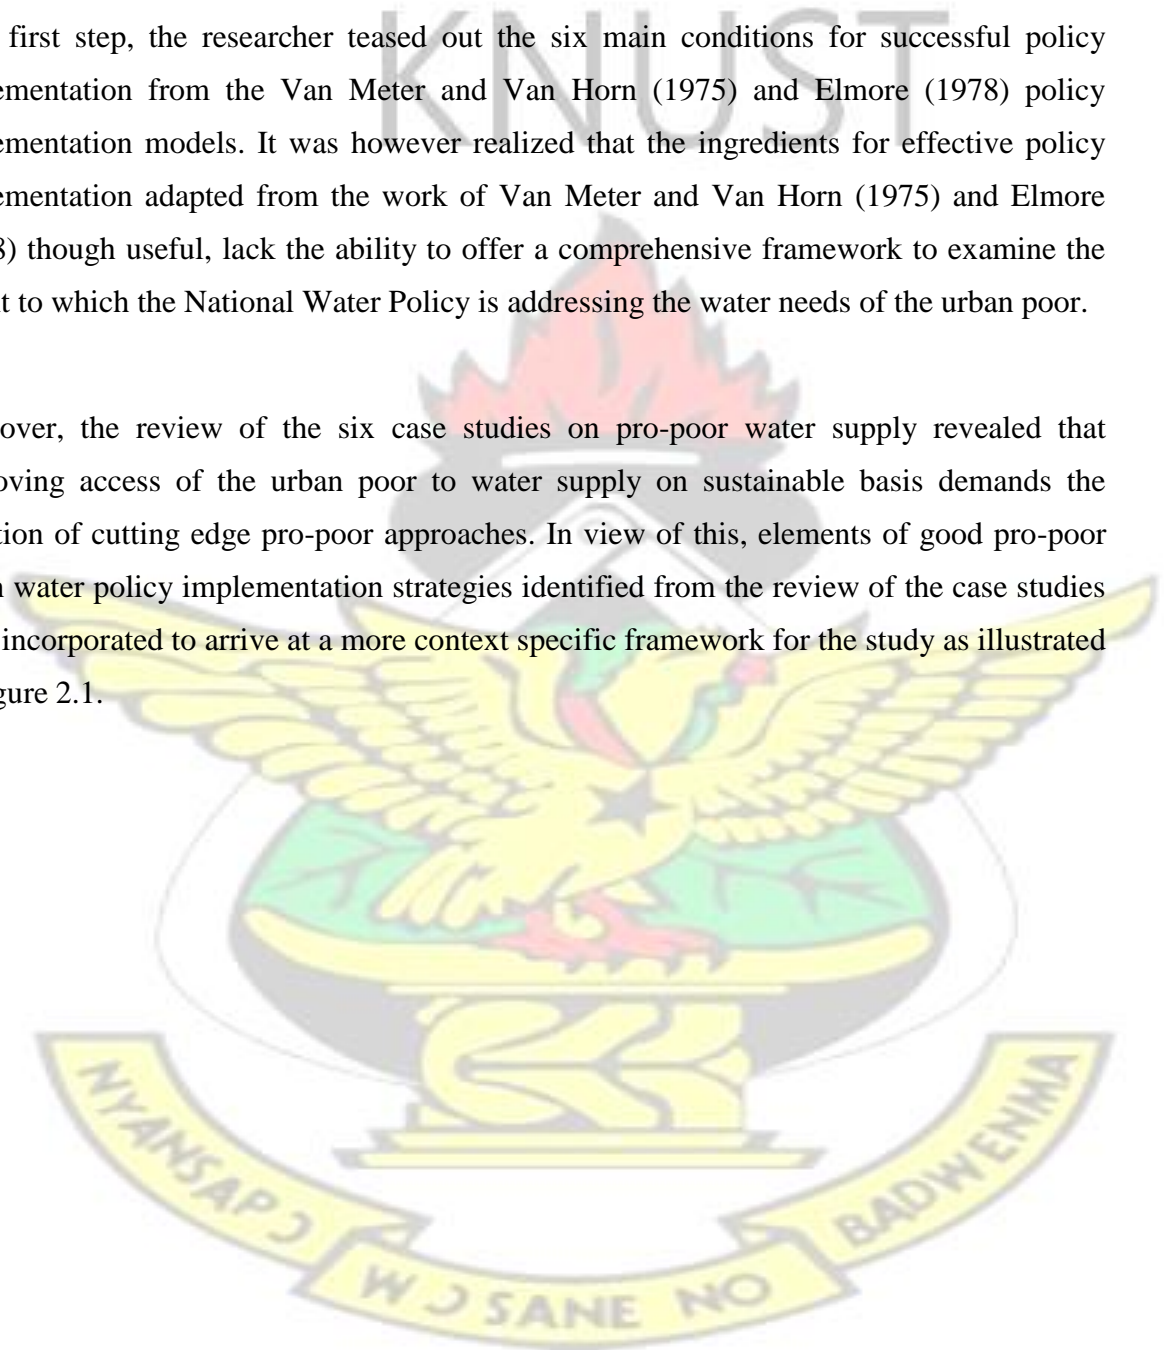 KNUST
first step, the researcher teased out the six main conditions for successful policy
ementation from the Van Meter and Van Horn (1975) and Elmore (1978) policy
ementation models. It was however realized that the ingredients for effective policy
ementation adapted from the work of Van Meter and Van Horn (1975) and Elmore
8) though useful, lack the ability to offer a comprehensive framework to examine the
t to which the National Water Policy is addressing the water needs of the urban poor.
over, the review of the six case studies on pro-poor water supply revealed that
oving access of the urban poor to water supply on sustainable basis demands the
tion of cutting edge pro-poor approaches. In view of this, elements of good pro-poor
n water policy implementation strategies identified from the review of the case studies
incorporated to arrive at a more context specific framework for the study as illustrated
gure 2.1.
NYANSAPƆ
WƆ SANE NO
BADWENMA